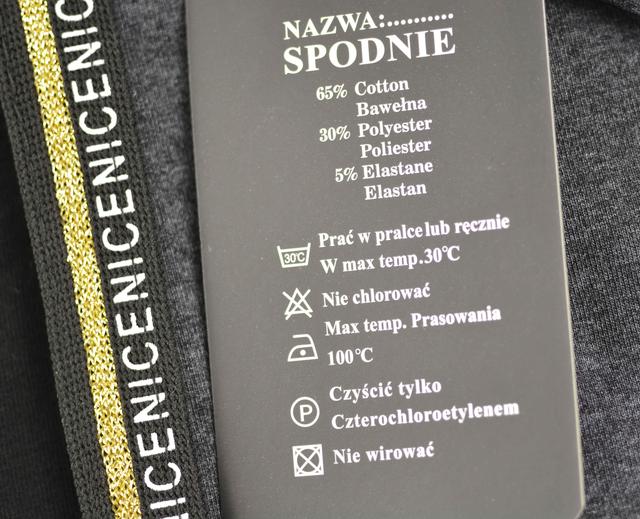 NICENICENICENIC
NAZWA:...........
SPODNIE
65% Cotton
Bawełna
30% Polyester
Poliester
5% Elastane
Elastan
Prać w pralce lub ręcznie
30°C
W max temp.30°C
Nie chlorować
Max temp. Prasowania
100°C
Czyścić tylko
P
Czterochloroetylenem
Nie wirować